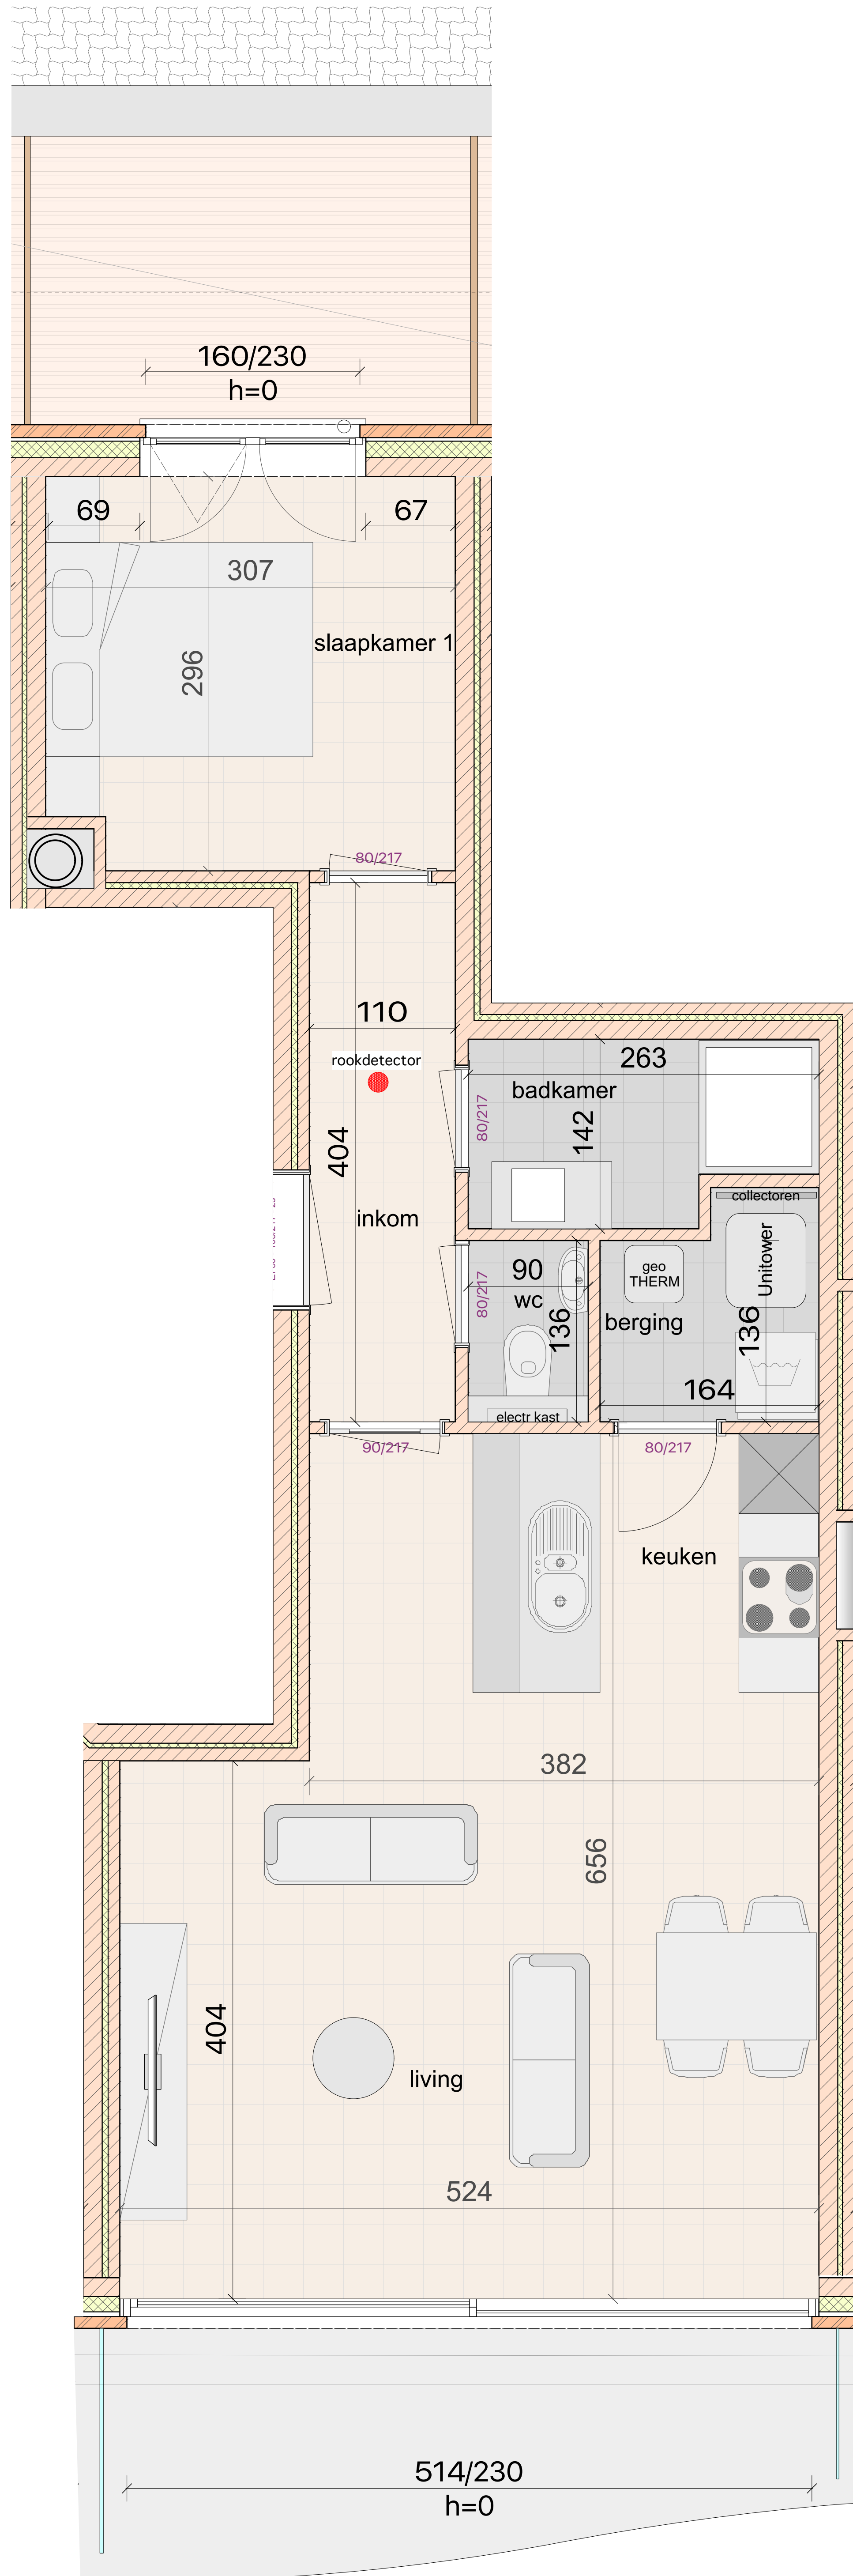 160/230
h=0
69
67
307
slaapkamer 1
296
80/217
110
rookdetector
404
inkom
263
badkamer
142
80/217
collectoren
Unitower
geo
THERM
90
wc
80/217
136
berging
136
164
electr kast
90/217
80/217
keuken
382
656
404
living
524
514/230
h=0